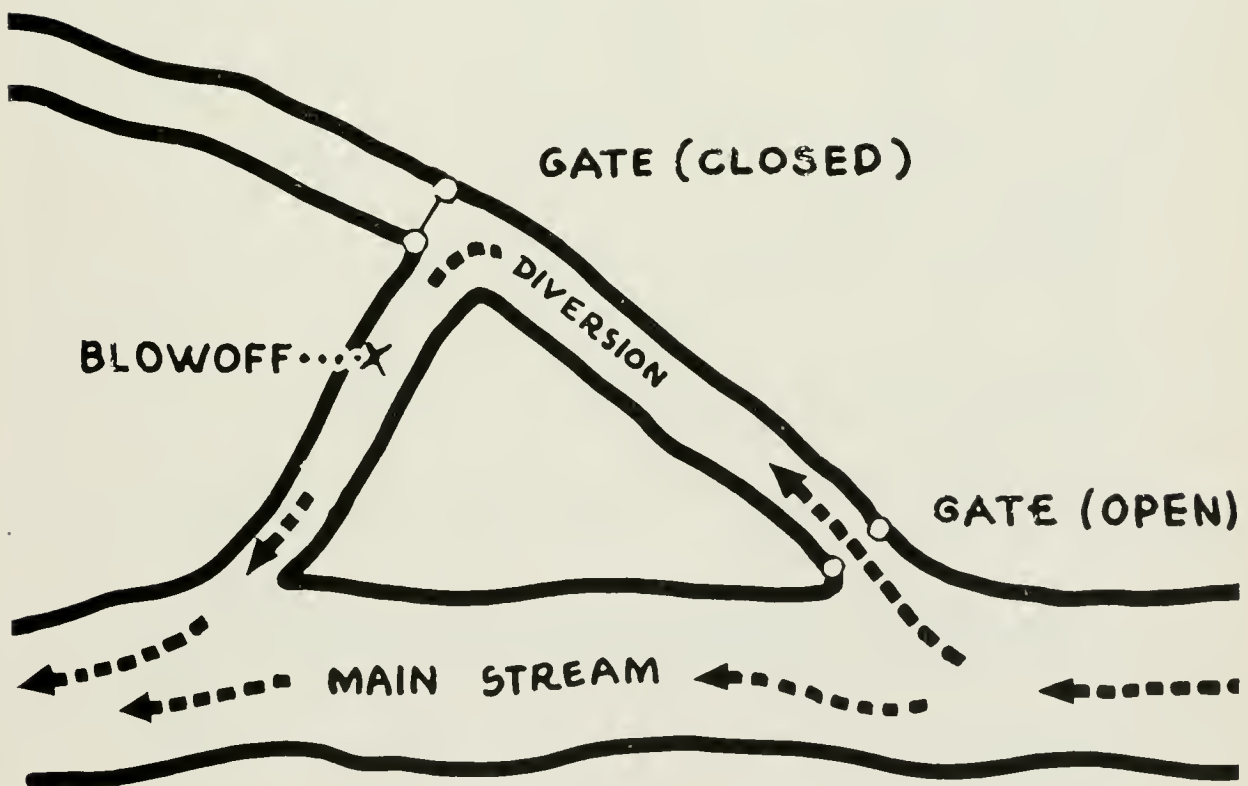 GATE (CLOSED)
DIVERSION
BLOWOFF
GATE (OPEN)
MAIN STREAM